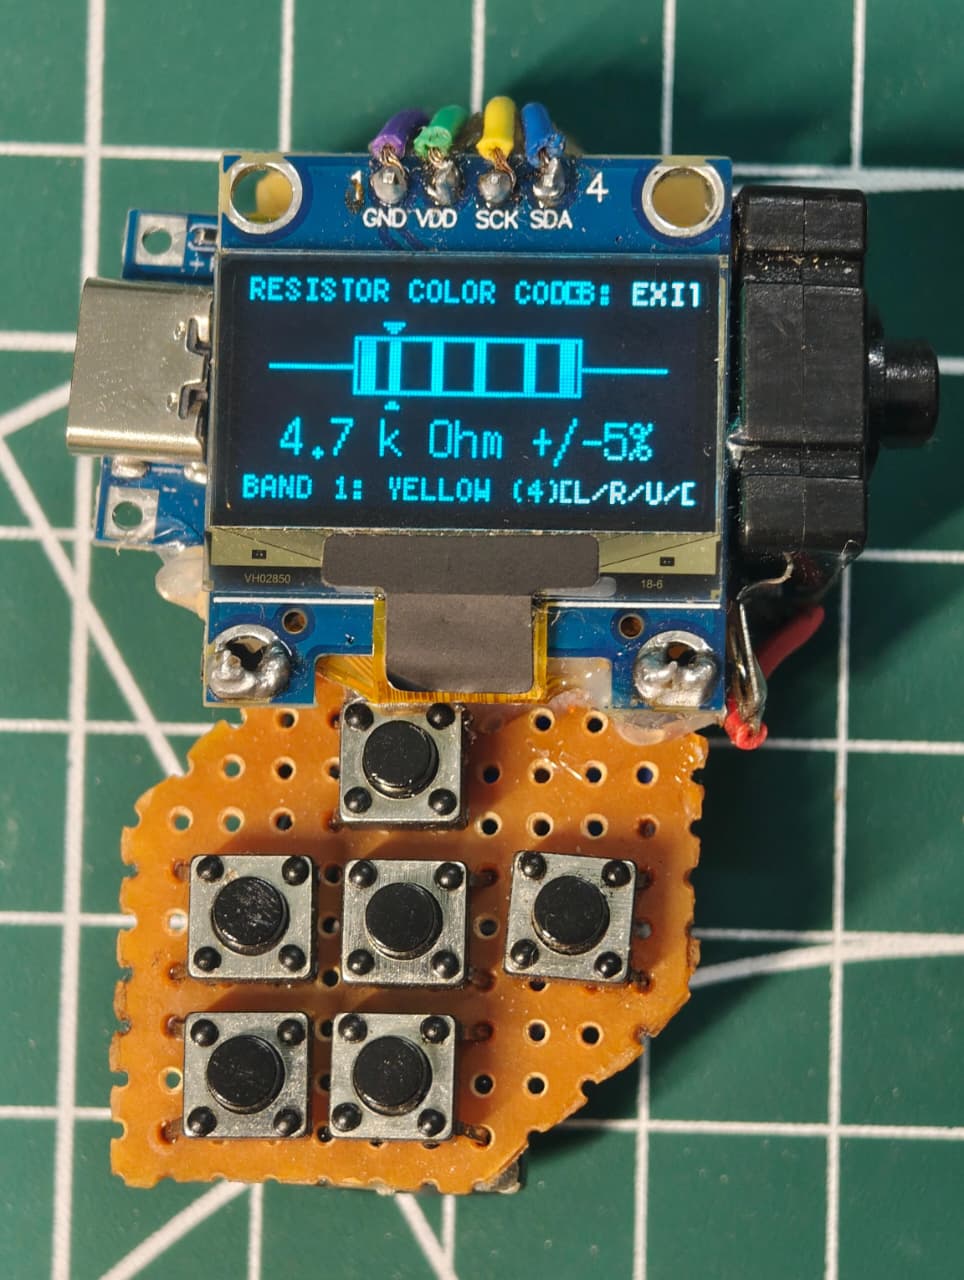 1 4
GND VDD SCK SDA
RESISTOR COLOR CODEB: EXIT
4.7 k Ohm +/-5%
BAND 1: YELLOW (4)[L/R/U/C
VH02850 18-6